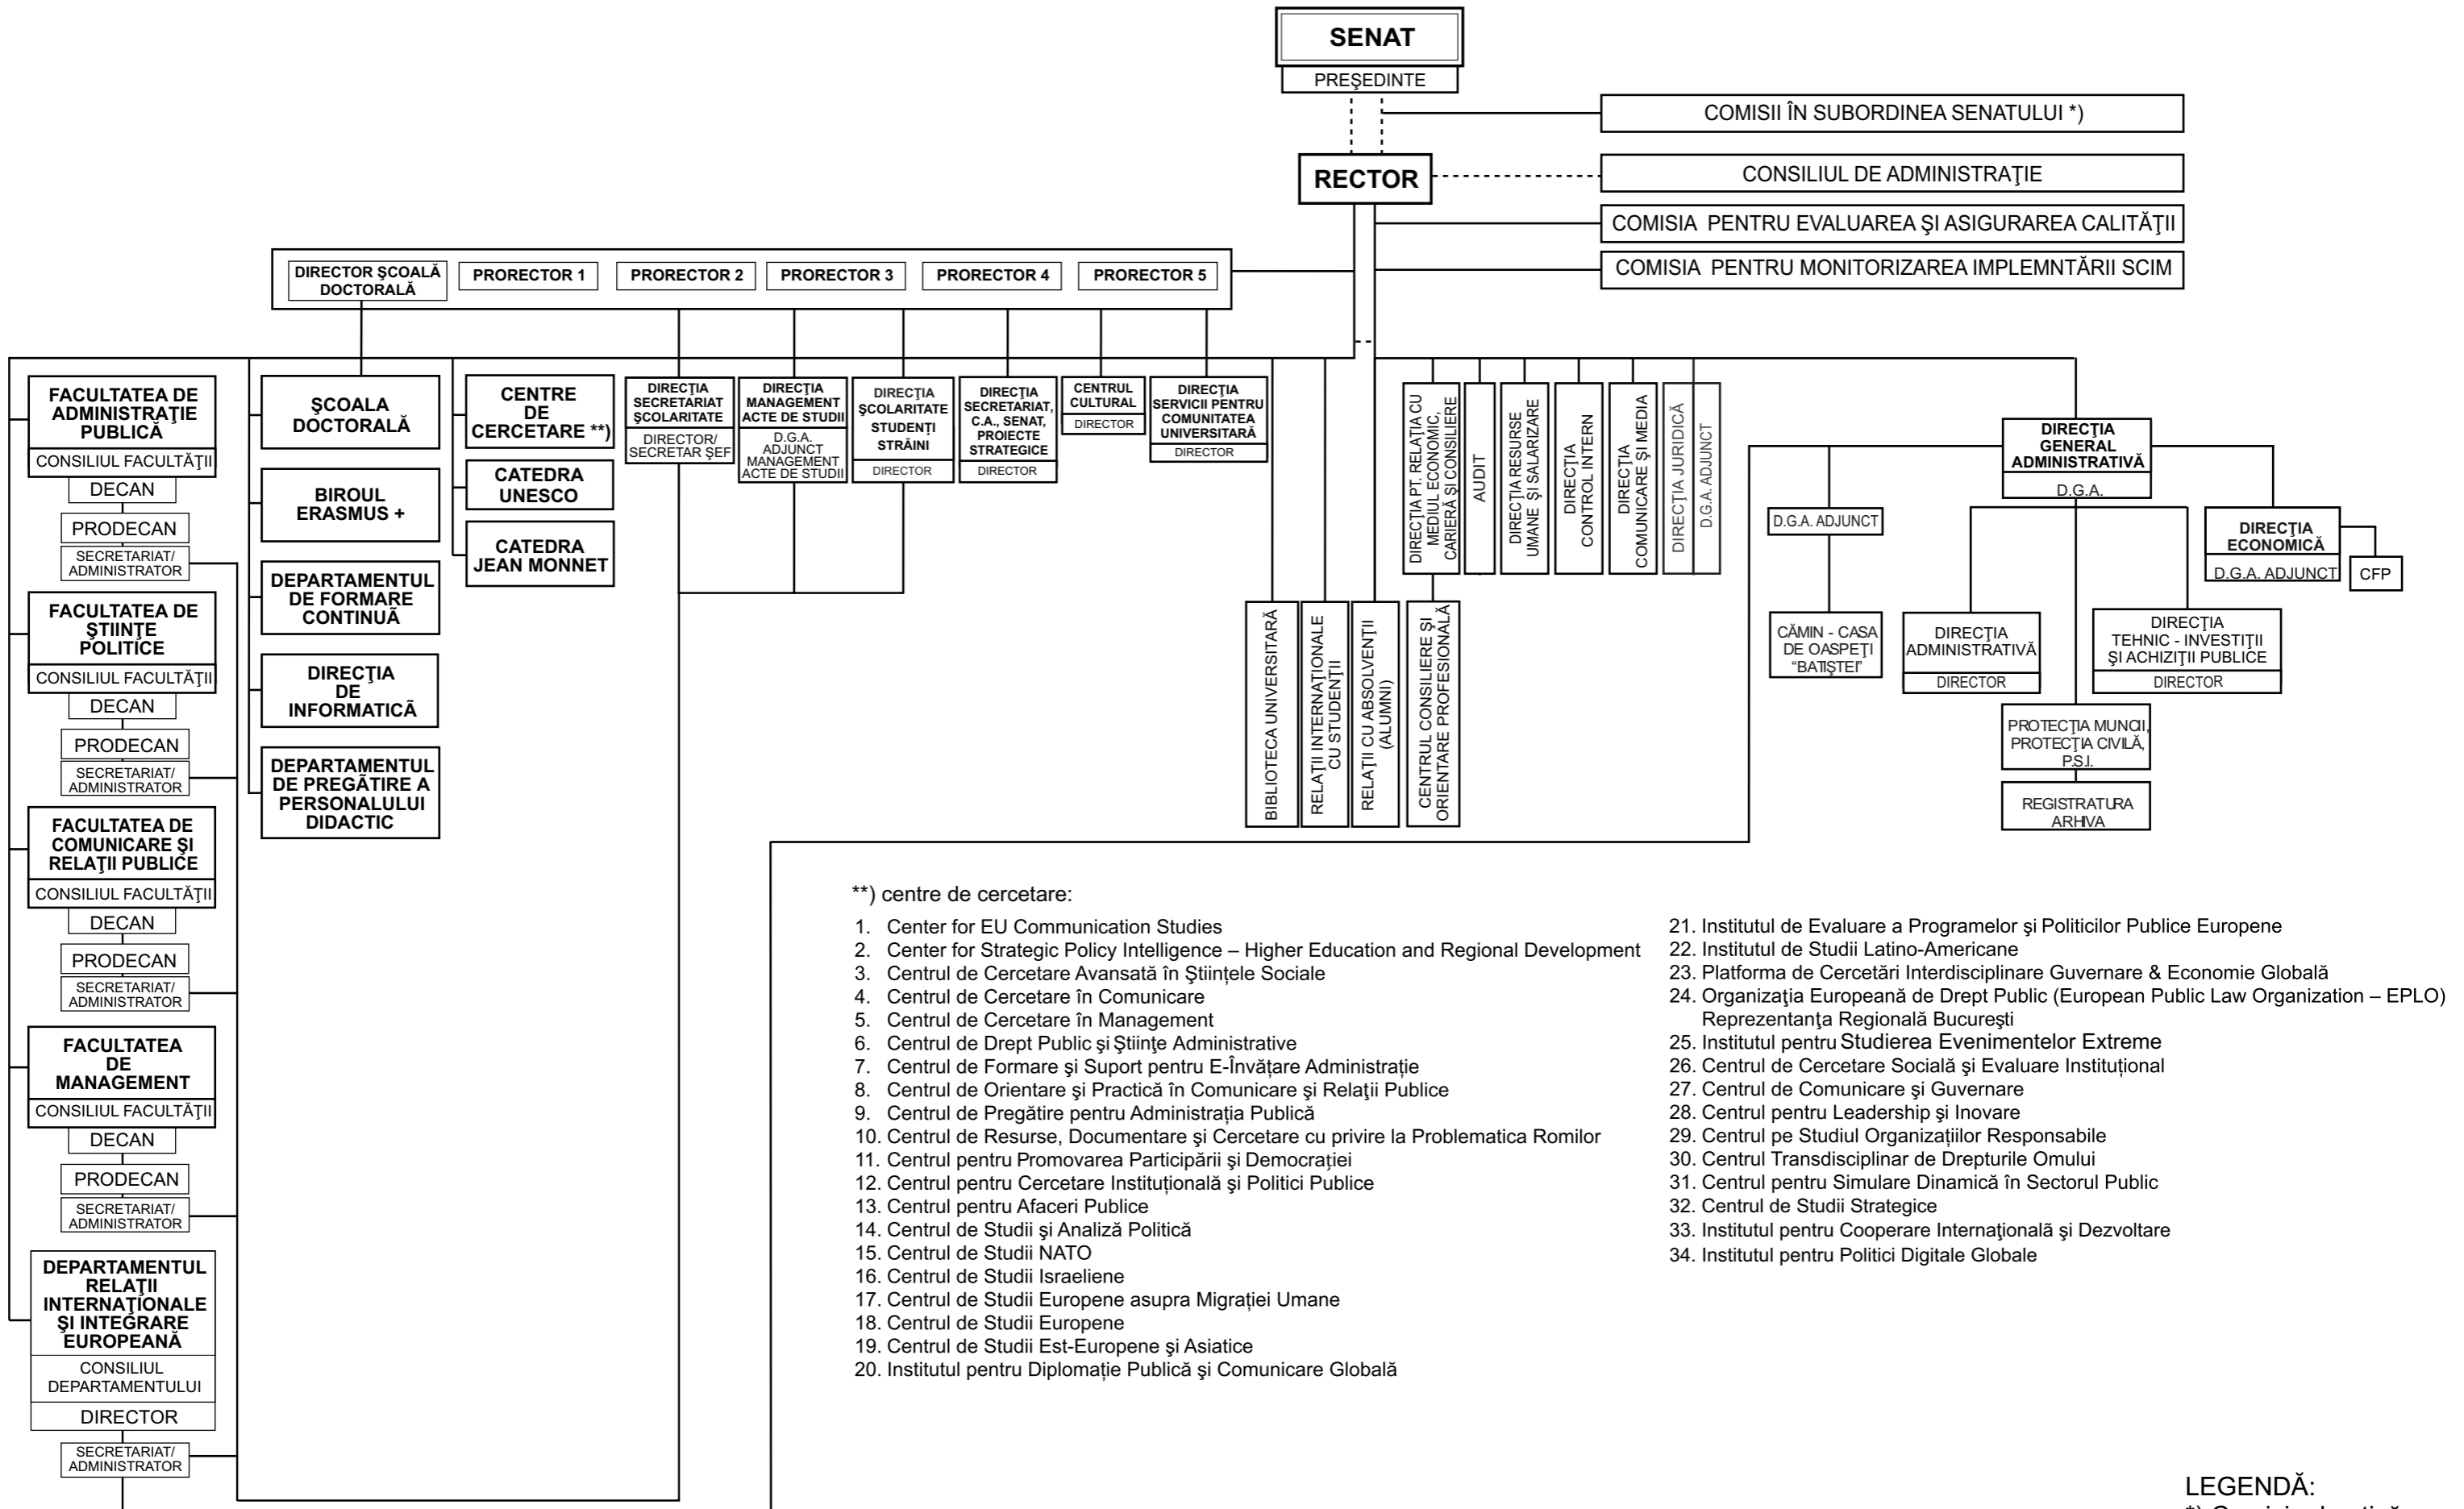 SENAT
PREŞEDINTE
COMISII ÎN SUBORDINEA SENATULUI *)
RECTOR
CONSILIUL DE ADMINISTRAŢIE
COMISIA PENTRU EVALUAREA ŞI ASIGURAREA CALITĂŢII
COMISIA PENTRU MONITORIZAREA IMPLEMNTĂRII SCIM
DIRECTOR ŞCOALĂ
DOCTORALĂ
PRORECTOR 1
PRORECTOR 2
PRORECTOR 3
PRORECTOR 4
PRORECTOR 5
FACULTATEA DE
ADMINISTRAŢIE
PUBLICĂ
CONSILIUL FACULTĂŢII
DECAN
PRODECAN
SECRETARIAT/
ADMINISTRATOR
FACULTATEA DE
ŞTIINŢE
POLITICE
CONSILIUL FACULTĂŢII
DECAN
PRODECAN
SECRETARIAT/
ADMINISTRATOR
FACULTATEA DE
COMUNICARE ŞI
RELAŢII PUBLICE
CONSILIUL FACULTĂŢII
DECAN
PRODECAN
SECRETARIAT/
ADMINISTRATOR
FACULTATEA
DE
MANAGEMENT
CONSILIUL FACULTĂŢII
DECAN
PRODECAN
SECRETARIAT/
ADMINISTRATOR
DEPARTAMENTUL
RELAŢII
INTERNAŢIONALE
ŞI INTEGRARE
EUROPEANĂ
CONSILIUL
DEPARTAMENTULUI
DIRECTOR
SECRETARIAT/
ADMINISTRATOR
ŞCOALA
DOCTORALĂ
BIROUL
ERASMUS +
DEPARTAMENTUL
DE FORMARE
CONTINUÃ
DIRECŢIA
DE
INFORMATICÃ
DEPARTAMENTUL
DE PREGÃTIRE A
PERSONALULUI
DIDACTIC
CENTRE
DE
CERCETARE **)
CATEDRA
UNESCO
CATEDRA
JEAN MONNET
DIRECŢIA
SECRETARIAT
ŞCOLARITATE
DIRECTOR/
SECRETAR ŞEF
DIRECŢIA
MANAGEMENT
ACTE DE STUDII
D.G.A.
ADJUNCT
MANAGEMENT
ACTE DE STUDII
DIRECŢIA
ŞCOLARITATE
STUDENȚI
STRĂINI
DIRECTOR
DIRECŢIA
SECRETARIAT,
C.A., SENAT,
PROIECTE
STRATEGICE
DIRECTOR
CENTRUL
CULTURAL
DIRECTOR
DIRECŢIA
SERVICII PENTRU
COMUNITATEA
UNIVERSITARĂ
DIRECTOR
BIBLIOTECA UNIVERSITARĂ
RELAŢII INTERNAŢIONALE
CU STUDENŢII
RELAŢII CU ABSOLVENŢII
(ALUMNI)
DIRECŢIA PT. RELAŢIA CU
MEDIUL ECONOMIC,
CARIERĂ ŞI CONSILIERE
CENTRUL CONSILIERE ŞI
ORIENTARE PROFESIONALĂ
AUDIT
DIRECŢIA RESURSE
UMANE ŞI SALARIZARE
DIRECŢIA
CONTROL INTERN
DIRECŢIA
COMUNICARE ŞI MEDIA
DIRECŢIA JURIDICĂ
D.G.A. ADJUNCT
DIRECŢIA
GENERAL
ADMINISTRATIVĂ
D.G.A.
D.G.A. ADJUNCT
CĂMIN - CASA
DE OASPEŢI
“BATIŞTEI”
DIRECŢIA
ECONOMICĂ
D.G.A. ADJUNCT
CFP
DIRECŢIA
ADMINISTRATIVĂ
DIRECTOR
DIRECŢIA
TEHNIC - INVESTIŢII
ŞI ACHIZIŢII PUBLICE
DIRECTOR
PROTECŢIA MUNCII,
PROTECŢIA CIVILĂ,
P.S.I.
REGISTRATURA
ARHIVA
**) centre de cercetare:
1. Center for EU Communication Studies
2. Center for Strategic Policy Intelligence – Higher Education and Regional Development
3. Centrul de Cercetare Avansată în Ştiințele Sociale
4. Centrul de Cercetare în Comunicare
5. Centrul de Cercetare în Management
6. Centrul de Drept Public şi Ştiinţe Administrative
7. Centrul de Formare şi Suport pentru E-Învățare Administrație
8. Centrul de Orientare şi Practică în Comunicare şi Relaţii Publice
9. Centrul de Pregătire pentru Administrația Publică
10. Centrul de Resurse, Documentare şi Cercetare cu privire la Problematica Romilor
11. Centrul pentru Promovarea Participării şi Democrației
12. Centrul pentru Cercetare Instituțională şi Politici Publice
13. Centrul pentru Afaceri Publice
14. Centrul de Studii şi Analiză Politică
15. Centrul de Studii NATO
16. Centrul de Studii Israeliene
17. Centrul de Studii Europene asupra Migrației Umane
18. Centrul de Studii Europene
19. Centrul de Studii Est-Europene şi Asiatice
20. Institutul pentru Diplomație Publică şi Comunicare Globală
21. Institutul de Evaluare a Programelor şi Politicilor Publice Europene
22. Institutul de Studii Latino-Americane
23. Platforma de Cercetări Interdisciplinare Guvernare & Economie Globală
24. Organizaţia Europeană de Drept Public (European Public Law Organization – EPLO)
Reprezentanţa Regională Bucureşti
25. Institutul pentru Studierea Evenimentelor Extreme
26. Centrul de Cercetare Socială şi Evaluare Instituțional
27. Centrul de Comunicare şi Guvernare
28. Centrul pentru Leadership şi Inovare
29. Centrul pe Studiul Organizațiilor Responsabile
30. Centrul Transdisciplinar de Drepturile Omului
31. Centrul pentru Simulare Dinamică în Sectorul Public
32. Centrul de Studii Strategice
33. Institutul pentru Cooperare Internaţională şi Dezvoltare
34. Institutul pentru Politici Digitale Globale
LEGENDĂ: